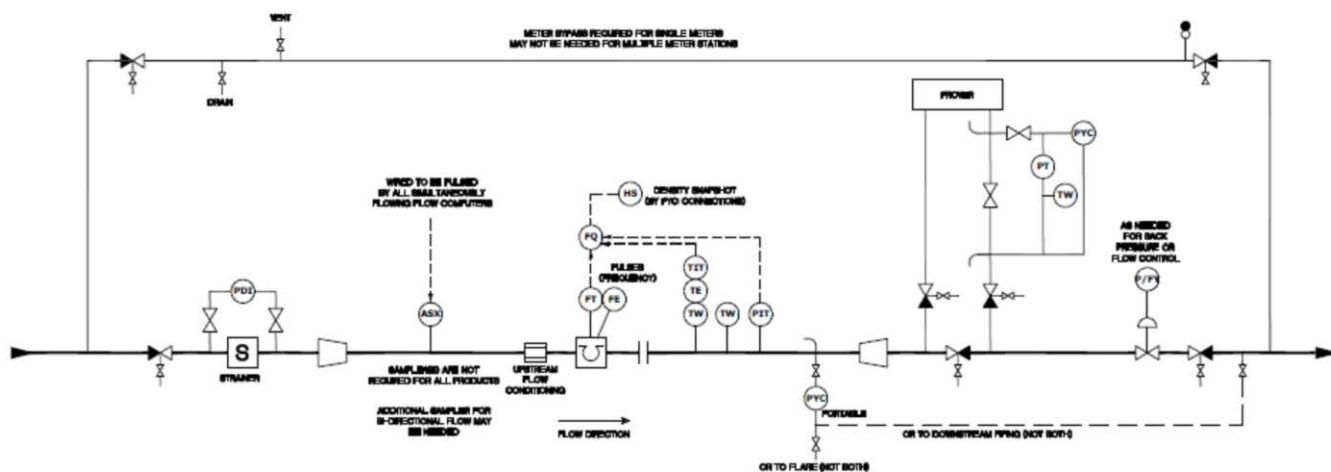 VENT
METER BYPASS REQUIRED FOR SINGLE METERS
MAY NOT BE NEEDED FOR MULTIPLE METER STATIONS
DRAIN
PROVER
PYC
PT
TW
WIRED TO BE PULSED
BY ALL SIMULTANEOUSLY
FLOWING FLOW COMPUTERS
HS
DENSITY SNAPSHOT
(BY PYC CONNECTIONS)
FQ
PULSES
(FREQUENCY)
AS NEEDED
FOR BACK
PRESSURE OR
FLOW CONTROL
P/FV
PDI
ASX
FT
FE
TIT
TE
TW
TW
PIT
S
STRAINER
SAMPLERS ARE NOT
REQUIRED FOR ALL PRODUCTS
UPSTREAM
FLOW
CONDITIONING
ADDITIONAL SAMPLER FOR
BI-DIRECTIONAL FLOW MAY
BE NEEDED
FLOW DIRECTION
PYC
PORTABLE
OR TO DOWNSTREAM PIPING (NOT BOTH)
OR TO FLARE (NOT BOTH)